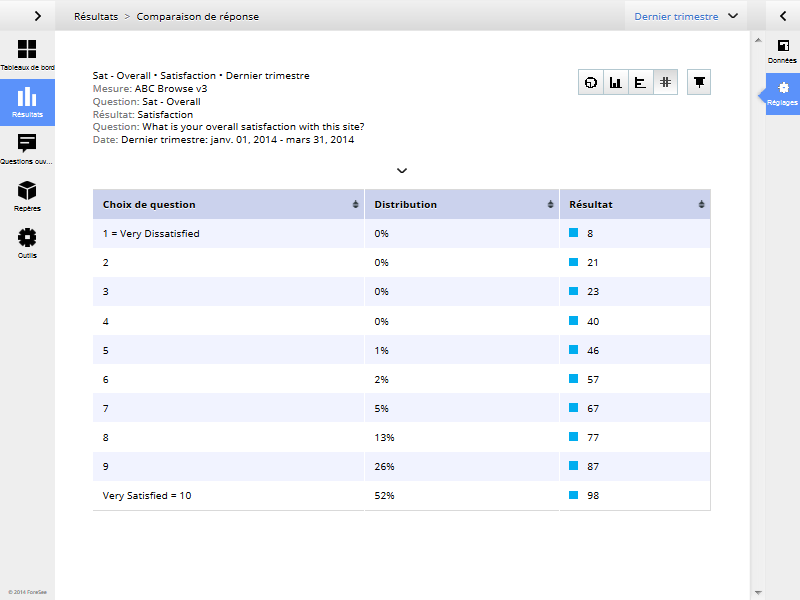 Résultats > Comparaison de réponse
Dernier trimestre
Tableaux de bord
Résultats
Questions ouv...
Repères
Outils
Données
Réglages
Sat - Overall • Satisfaction • Dernier trimestre
Mesure: ABC Browse v3
Question: Sat - Overall
Résultat: Satisfaction
Question: What is your overall satisfaction with this site?
Date: Dernier trimestre: janv. 01, 2014 - mars 31, 2014
Choix de question Distribution Résultat
1 = Very Dissatisfied 0% 8
2 0% 21
3 0% 23
4 0% 40
5 1% 46
6 2% 57
7 5% 67
8 13% 77
9 26% 87
Very Satisfied = 10 52% 98
© 2014 ForeSee